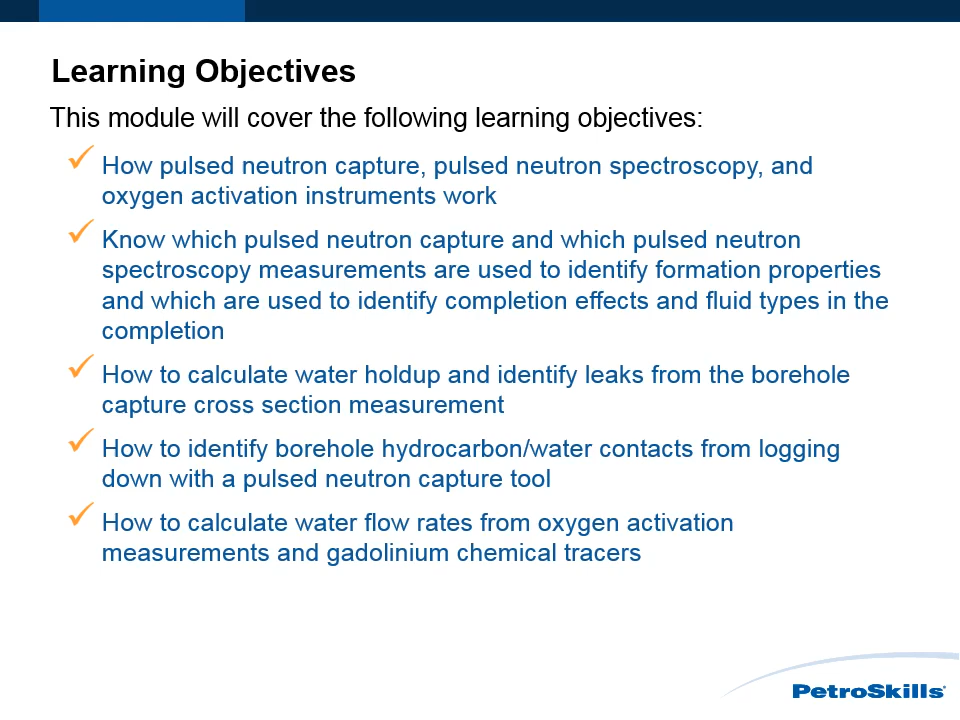 Learning Objectives
This module will cover the following learning objectives:
How pulsed neutron capture, pulsed neutron spectroscopy, and
oxygen activation instruments work
Know which pulsed neutron capture and which pulsed neutron
spectroscopy measurements are used to identify formation properties
and which are used to identify completion effects and fluid types in the
completion
How to calculate water holdup and identify leaks from the borehole
capture cross section measurement
How to identify borehole hydrocarbon/water contacts from logging
down with a pulsed neutron capture tool
How to calculate water flow rates from oxygen activation
measurements and gadolinium chemical tracers
PetroSkills